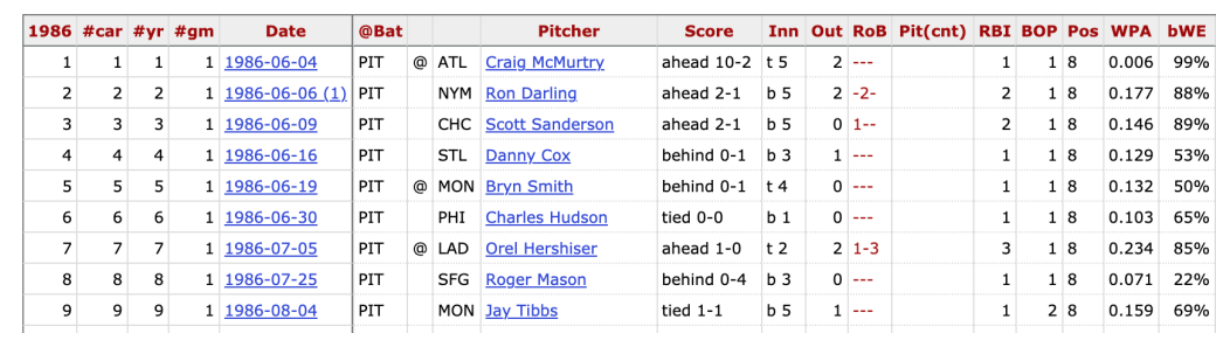 1986 #car #yr #gm Date @Bat Pitcher Score Inn Out RoB Pit(cnt) RBI BOP Pos WPA bWE
1 1 1 1 1986-06-04 PIT @ ATL Craig McMurtry ahead 10-2 t 5 2 --- 1 1 8 0.006 99%
2 2 2 1 1986-06-06 (1) PIT NYM Ron Darling ahead 2-1 b 5 2 -2- 2 1 8 0.177 88%
3 3 3 1 1986-06-09 PIT CHC Scott Sanderson ahead 2-1 b 5 0 1-- 2 1 8 0.146 89%
4 4 4 1 1986-06-16 PIT STL Danny Cox behind 0-1 b 3 1 --- 1 1 8 0.129 53%
5 5 5 1 1986-06-19 PIT @ MON Bryn Smith behind 0-1 t 4 0 --- 1 1 8 0.132 50%
6 6 6 1 1986-06-30 PIT PHI Charles Hudson tied 0-0 b 1 0 --- 1 1 8 0.103 65%
7 7 7 1 1986-07-05 PIT @ LAD Orel Hershiser ahead 1-0 t 2 2 1-3 3 1 8 0.234 85%
8 8 8 1 1986-07-25 PIT SFG Roger Mason behind 0-4 b 3 0 --- 1 1 8 0.071 22%
9 9 9 1 1986-08-04 PIT MON Jay Tibbs tied 1-1 b 5 1 --- 1 2 8 0.159 69%